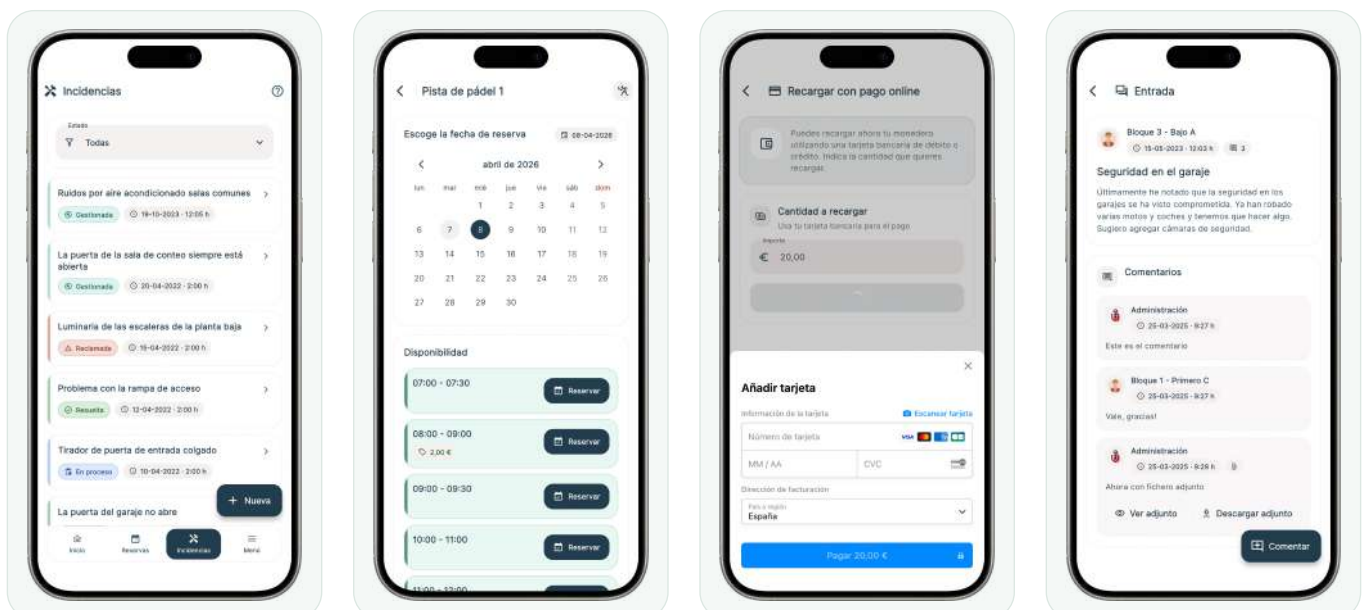 Incidencias
Estado
Todas
Ruidos por aire acondicionado salas comunes
Gestionada
19-10-2023 · 12:05 h
La puerta de la sala de conteo siempre está
abierta
Gestionada
20-04-2022 · 2:00 h
Luminaria de las escaleras de la planta baja
Reclamada
19-04-2022 · 2:00 h
Problema con la rampa de acceso
Resuelta
12-04-2022 · 2:00 h
Tirador de puerta de entrada colgado
En proceso
10-04-2022 · 2:00 h
La puerta del garaje no abre
+ Nueva
Inicio
Reservas
Incidencias
Menú
Pista de pádel 1
Escoge la fecha de reserva
08-04-2026
abril de 2026
lun mar mié jue vie sáb dom
1 2 3 4 5
6 7 8 9 10 11 12
13 14 15 16 17 18 19
20 21 22 23 24 25 26
27 28 29 30
Disponibilidad
07:00 - 07:30
Reservar
08:00 - 09:00
2,00 €
Reservar
09:00 - 09:30
Reservar
10:00 - 11:00
Reservar
11:00 - 12:00
Recargar con pago online
Puedes recargar ahora tu monedero
utilizando una tarjeta bancaria de débito o
crédito. Indica la cantidad que quieres
recargar.
Cantidad a recargar
Usa tu tarjeta bancaria para el pago
Importe
€ 20,00
Añadir tarjeta
Información de la tarjeta
Escanear tarjeta
Número de tarjeta
VISA
MM / AA
CVC
Dirección de facturación
País o región
España
Pagar 20,00 €
Entrada
Bloque 3 - Bajo A
15-05-2023 · 12:03 h
3
Seguridad en el garaje
Últimamente he notado que la seguridad en los
garajes se ha visto comprometida. Ya han robado
varias motos y coches y tenemos que hacer algo.
Sugiero agregar cámaras de seguridad.
Comentarios
Administración
25-03-2025 · 9:27 h
Este es el comentario
Bloque 1 - Primero C
25-03-2025 · 9:27 h
Vale, gracias!
Administración
25-03-2025 · 9:28 h
Ahora con fichero adjunto
Ver adjunto
Descargar adjunto
Comentar